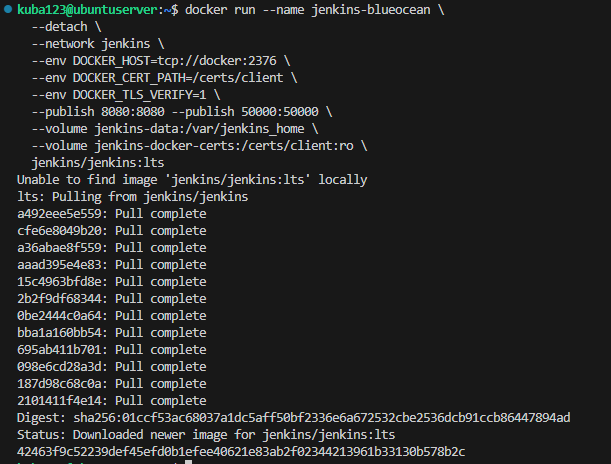 kuba123@ubuntuserver:~$ docker run --name jenkins-blueocean \
--detach \
--network jenkins \
--env DOCKER_HOST=tcp://docker:2376 \
--env DOCKER_CERT_PATH=/certs/client \
--env DOCKER_TLS_VERIFY=1 \
--publish 8080:8080 --publish 50000:50000 \
--volume jenkins-data:/var/jenkins_home \
--volume jenkins-docker-certs:/certs/client:ro \
jenkins/jenkins:lts
Unable to find image 'jenkins/jenkins:lts' locally
lts: Pulling from jenkins/jenkins
a492eee5e559: Pull complete
cfe6e8049b20: Pull complete
a36abae8f559: Pull complete
aaad395e4e83: Pull complete
15c4963bfd8e: Pull complete
2b2f9df68344: Pull complete
0be2444c0a64: Pull complete
bba1a160bb54: Pull complete
695ab411b701: Pull complete
098e6cd28a3d: Pull complete
187d98c68c0a: Pull complete
2101411f4e14: Pull complete
Digest: sha256:01ccf53ac68037a1dc5aff50bf2336e6a672532cbe2536dcb91ccb86447894ad
Status: Downloaded newer image for jenkins/jenkins:lts
42463f9c52239def45efd0b1efee40621e83ab2f02344213961b33130b578b2c